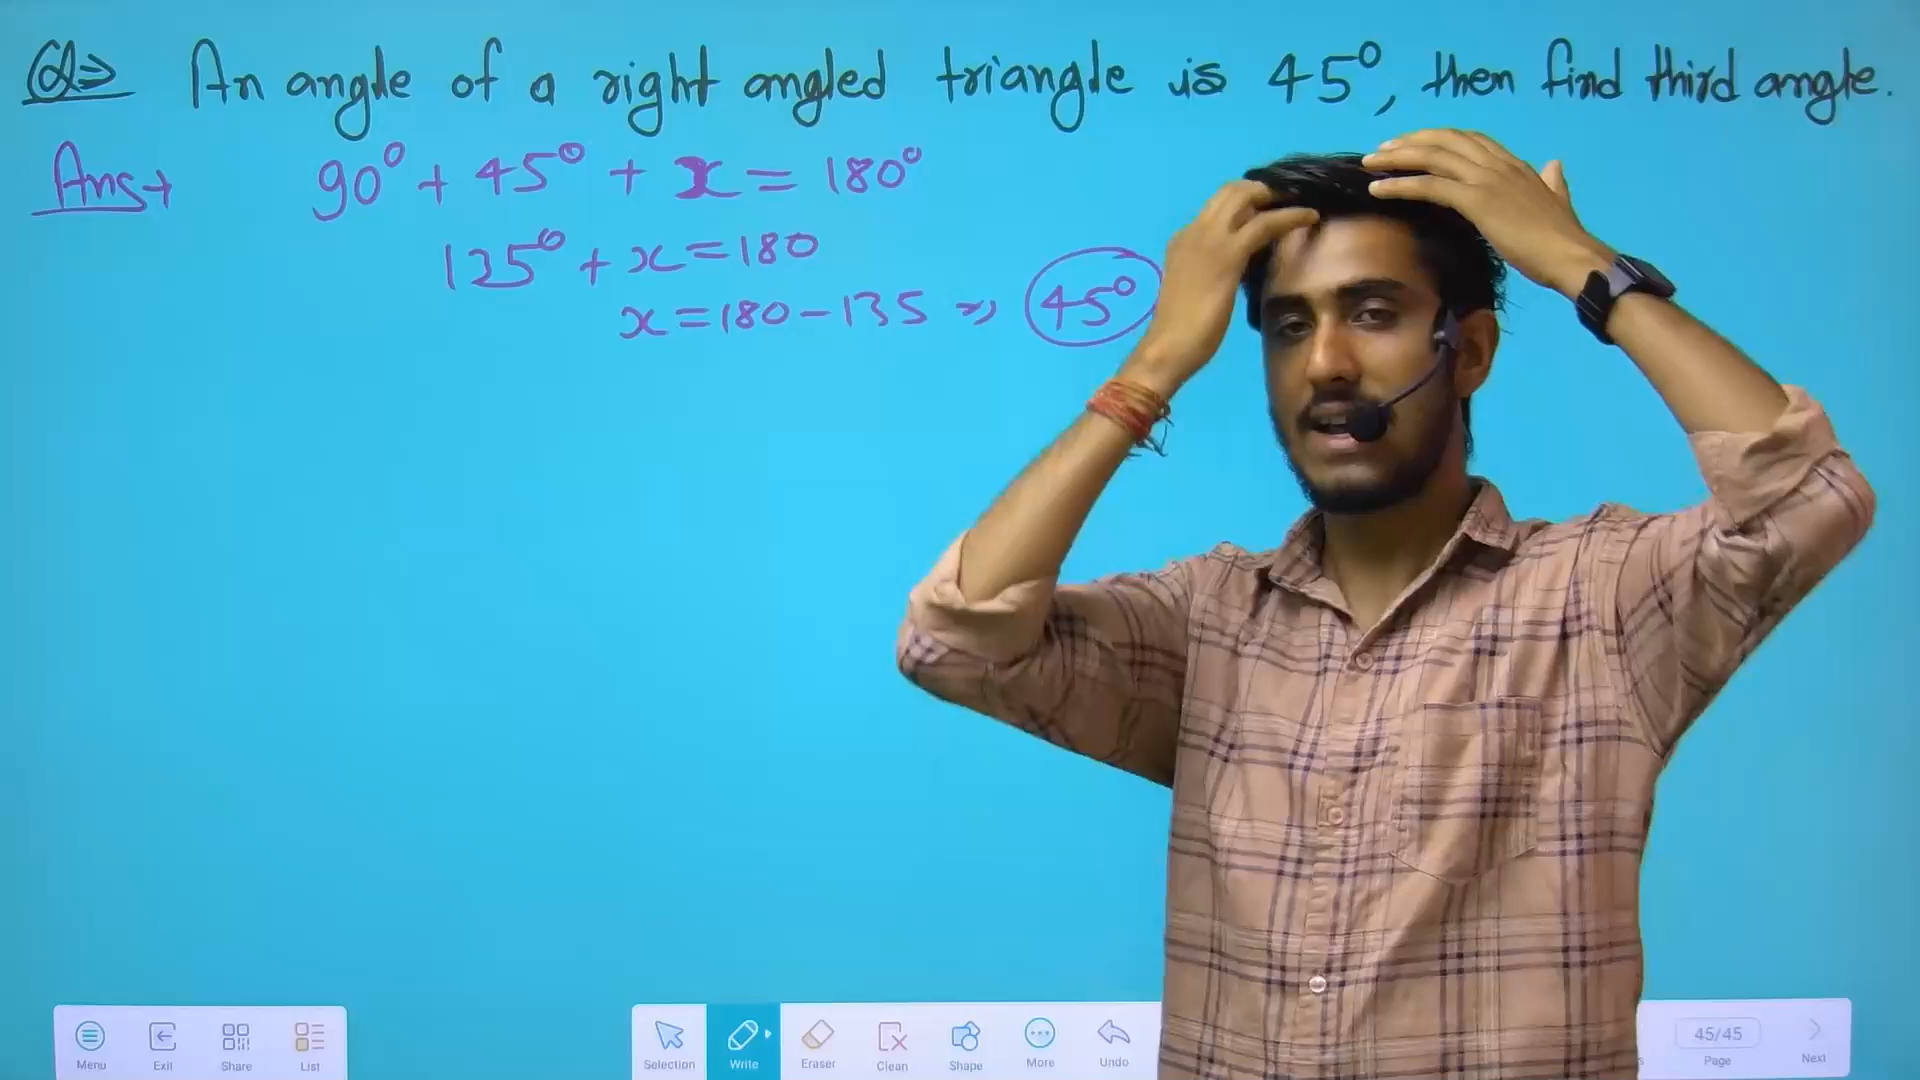 Q⇒ An angle of a right angled triangle is 45°, then find third angle.
Ans→ 90° + 45° + x = 180°
135° + x = 180
x = 180 - 135 ⇒ 45°
Menu Exit Share List Selection Write Eraser Clean Shape More Undo 45/45 Page Next